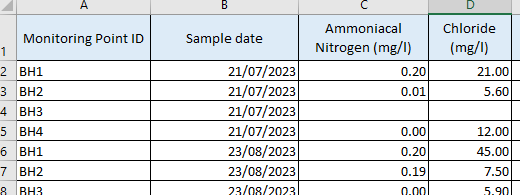 A B C D
1 Monitoring Point ID Sample date Ammoniacal Nitrogen (mg/l) Chloride (mg/l)
2 BH1 21/07/2023 0.20 21.00
3 BH2 21/07/2023 0.01 5.60
4 BH3 21/07/2023
5 BH4 21/07/2023 0.00 12.00
6 BH1 23/08/2023 0.20 45.00
7 BH2 23/08/2023 0.19 7.50
8 BH3 23/08/2023 0.00 5.90